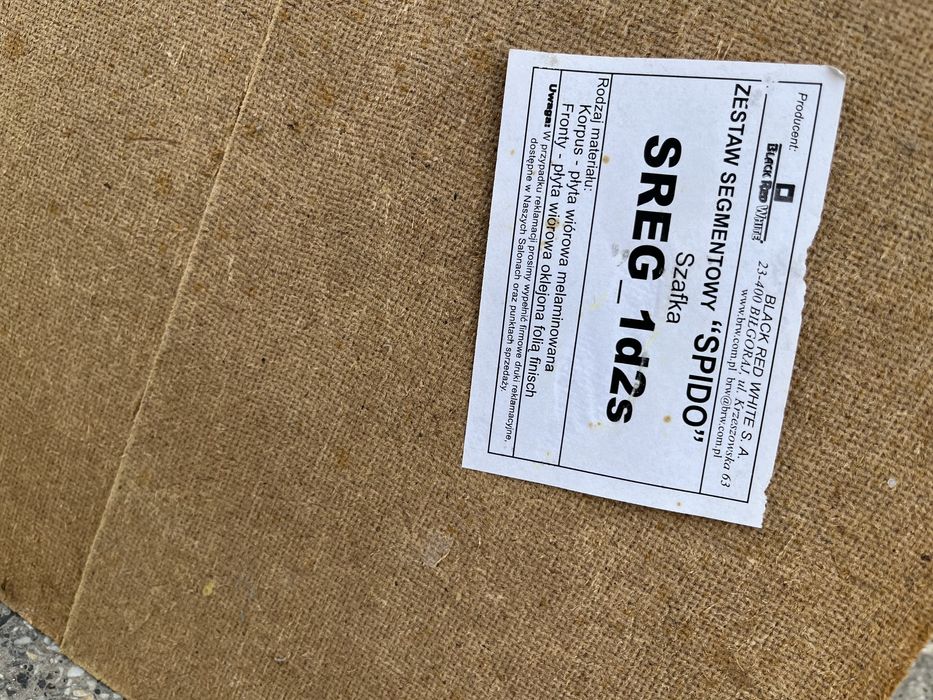 Producent:
BLACK RED WHITE
BLACK RED WHITE S. A.
23-400 BIŁGORAJ, ul. Krzeszowska 63
www.brw.com.pl brw@brw.com.pl
ZESTAW SEGMENTOWY “SPIDO”
Szafka
SREG_1d2s
Rodzaj materiału:
Korpus - płyta wiórowa melaminowana
Fronty - płyta wiórowa oklejona folią finisch
Uwaga: W przypadku reklamacji prosimy wypełnić firmowe druki reklamacyjne,
dostępne w Naszych Salonach oraz punktach sprzedaży.